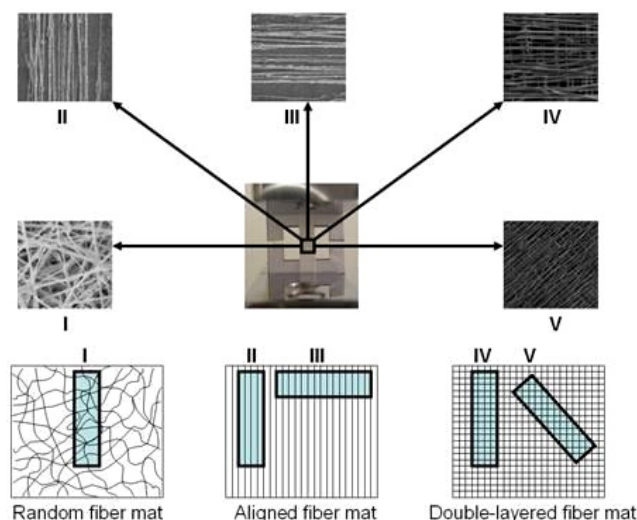 II III IV
I V
I II III IV V
Random fiber mat Aligned fiber mat Double-layered fiber mat